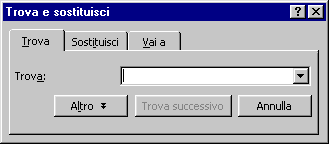 Trova e sostituisci
Trova Sostituisci Vai a
Trova:
Altro Trova successivo Annulla